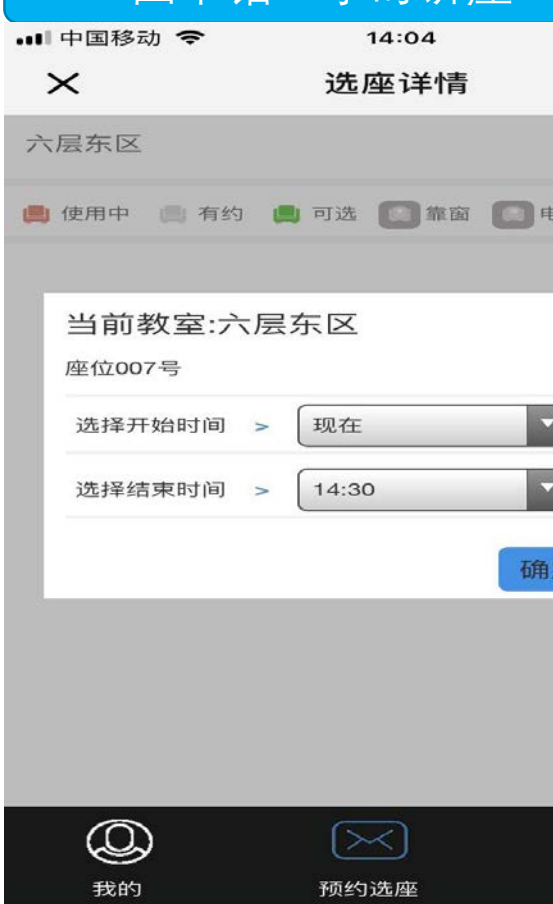 中国移动 14:04
选座详情
六层东区
使用中 有约 可选 靠窗
当前教室:六层东区
座位007号
选择开始时间 > 现在
选择结束时间 > 14:30
确
我的 预约选座